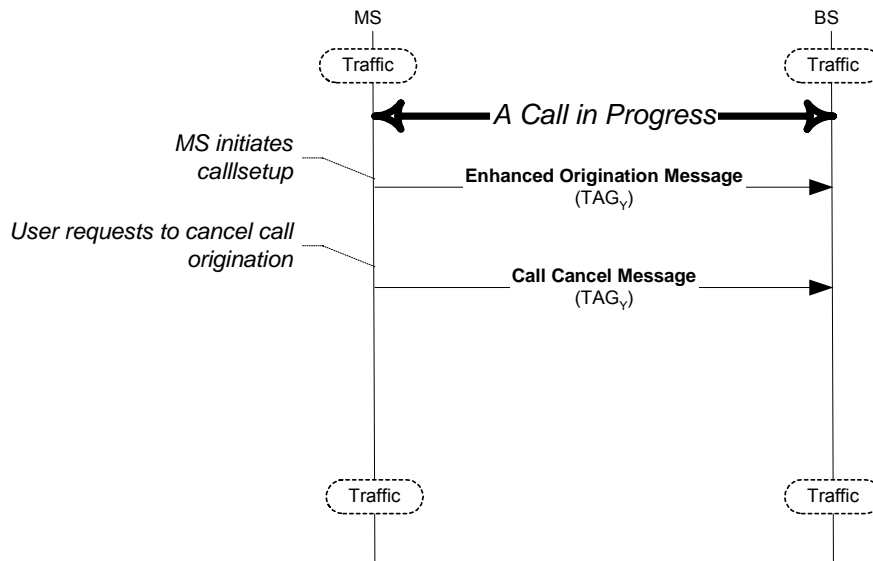 MS
BS
Traffic
Traffic
A Call in Progress
MS initiates
calllsetup
Enhanced Origination Message
(TAGY)
User requests to cancel call
origination
Call Cancel Message
(TAGY)
Traffic
Traffic